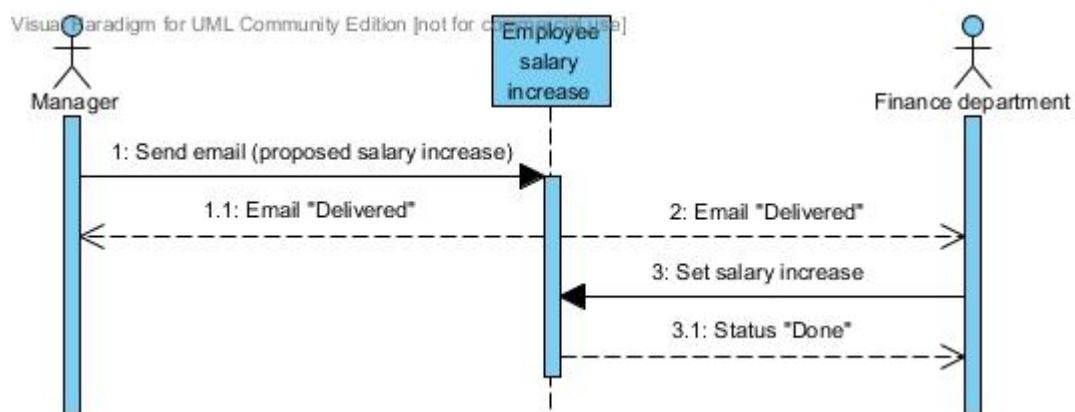 Visual Paradigm for UML Community Edition [not for commercial use]
Employee
salary
increase
Manager
Finance department
1: Send email (proposed salary increase)
1.1: Email "Delivered"
2: Email "Delivered"
3: Set salary increase
3.1: Status "Done"